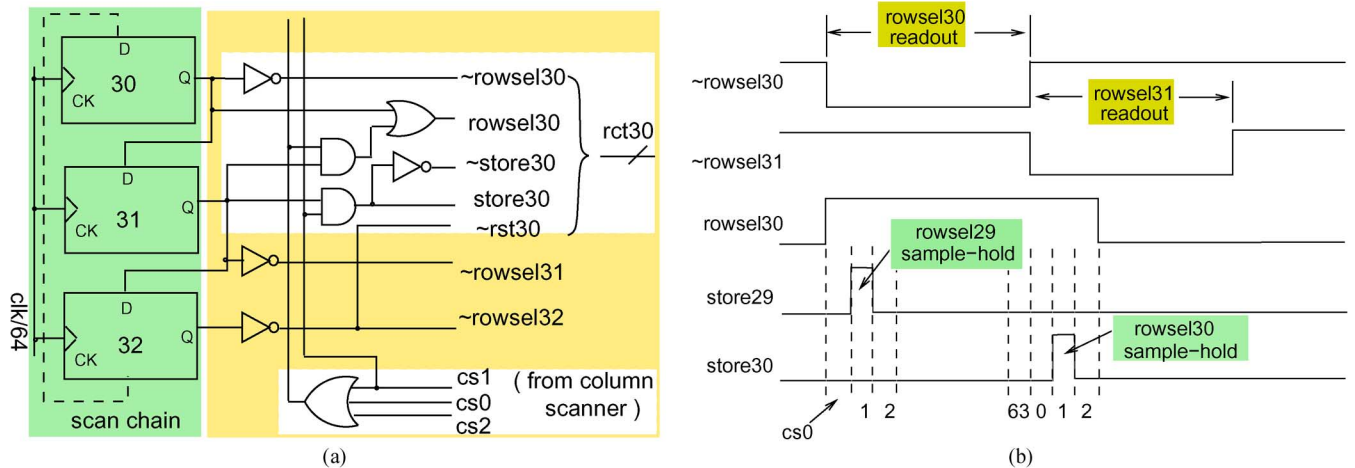 D
30
Q
CK
~rowsel30
rowsel30
~store30
store30
~rst30
rct30
D
31
Q
CK
~rowsel31
D
32
Q
CK
~rowsel32
clk/64
scan chain
cs1
cs0
cs2
( from column
scanner )
(a)
rowsel30
readout
~rowsel30
rowsel31
readout
~rowsel31
rowsel30
rowsel29
sample-hold
store29
rowsel30
sample-hold
store30
cs0 1 2 63 0 1 2
(b)